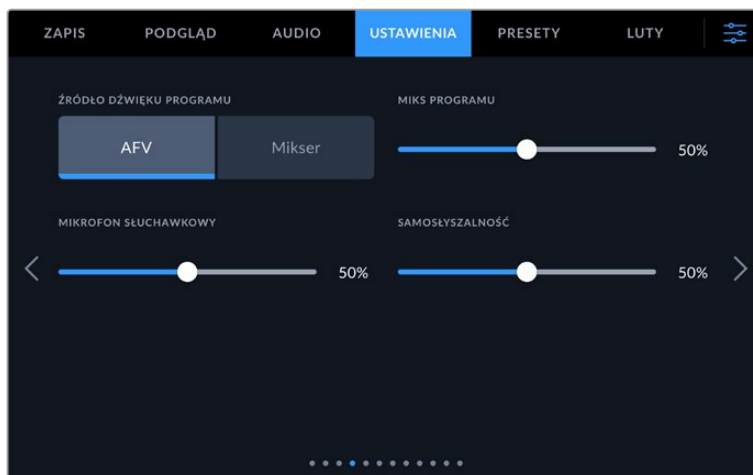 ZAPIS PODGLĄD AUDIO USTAWIENIA PRESETY LUTY
ŹRÓDŁO DŹWIĘKU PROGRAMU MIKS PROGRAMU
AFV Mikser 50%
MIKROFON SŁUCHAWKOWY SAMOSŁYSZALNOŚĆ
50% 50%